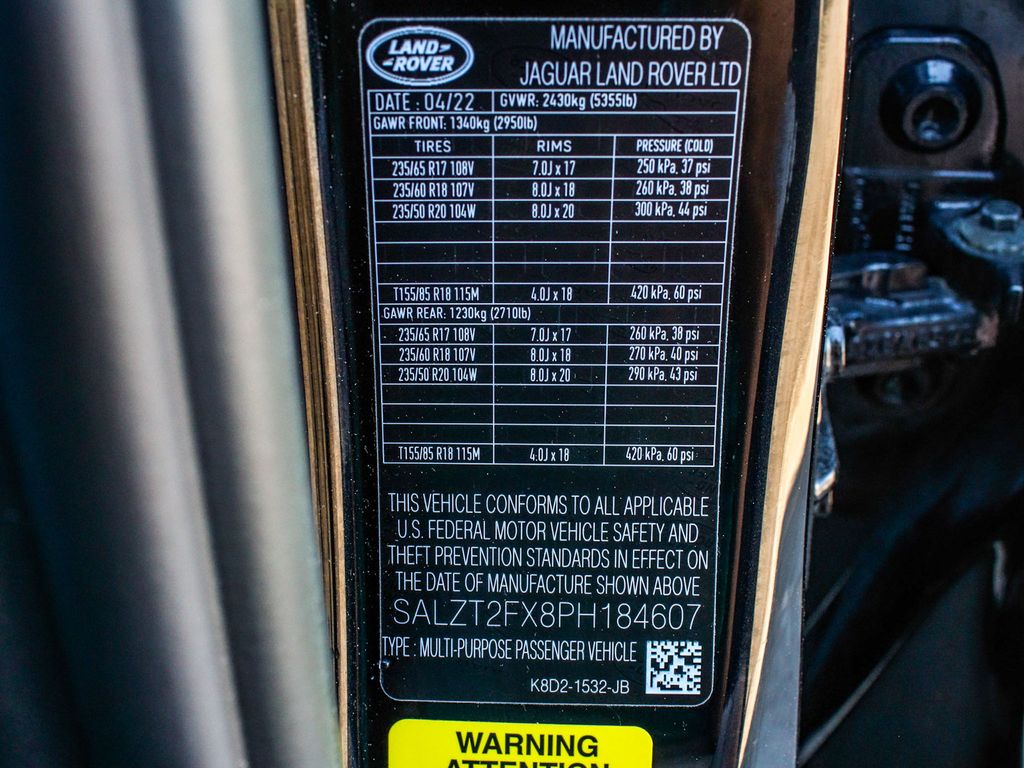 LAND
ROVER
MANUFACTURED BY
JAGUAR LAND ROVER LTD
DATE : 04/22 GVWR: 2430kg (5355lb)
GAWR FRONT: 1340kg (2950lb)
TIRES RIMS PRESSURE (COLD)
235/65 R17 108V 7.0J x 17 250 kPa, 37 psi
235/60 R18 107V 8.0J x 18 260 kPa, 38 psi
235/50 R20 104W 8.0J x 20 300 kPa, 44 psi
T155/85 R18 115M 4.0J x 18 420 kPa, 60 psi
GAWR REAR: 1230kg (2710lb)
235/65 R17 108V 7.0J x 17 260 kPa, 38 psi
235/60 R18 107V 8.0J x 18 270 kPa, 40 psi
235/50 R20 104W 8.0J x 20 290 kPa, 43 psi
T155/85 R18 115M 4.0J x 18 420 kPa, 60 psi
THIS VEHICLE CONFORMS TO ALL APPLICABLE
U.S. FEDERAL MOTOR VEHICLE SAFETY AND
THEFT PREVENTION STANDARDS IN EFFECT ON
THE DATE OF MANUFACTURE SHOWN ABOVE
SALZT2FX8PH184607
TYPE : MULTI-PURPOSE PASSENGER VEHICLE
K8D2-1532-JB
WARNING
ATTENTION